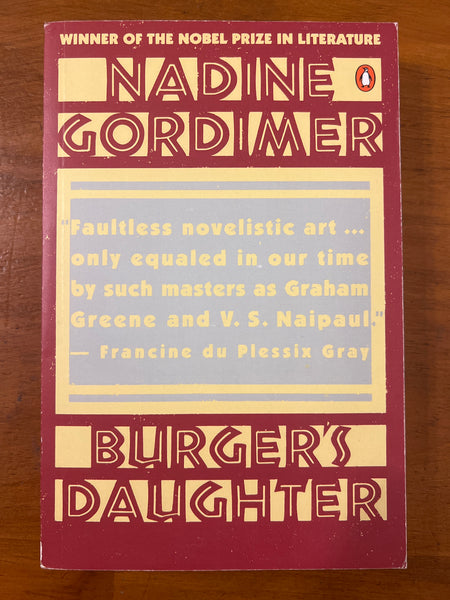 WINNER OF THE NOBEL PRIZE IN LITERATURE
NADINE
GORDIMER
"Faultless novelistic art ...
only equaled in our time
by such masters as Graham
Greene and V. S. Naipaul."
— Francine du Plessix Gray
BURGER'S
DAUGHTER